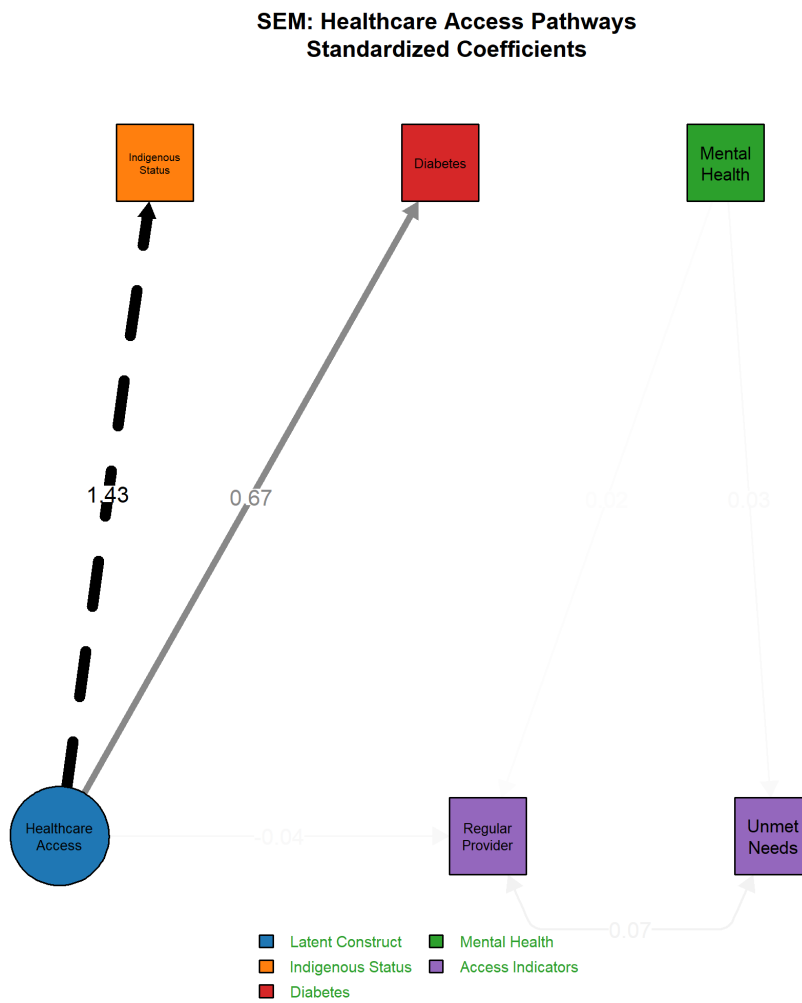 SEM: Healthcare Access Pathways
Standardized Coefficients
Indigenous
Status
Diabetes
Mental
Health
1.43
0.67
0.02
0.03
Healthcare
Access
-0.04
Regular
Provider
Unmet
Needs
0.07
Latent Construct
Indigenous Status
Diabetes
Mental Health
Access Indicators